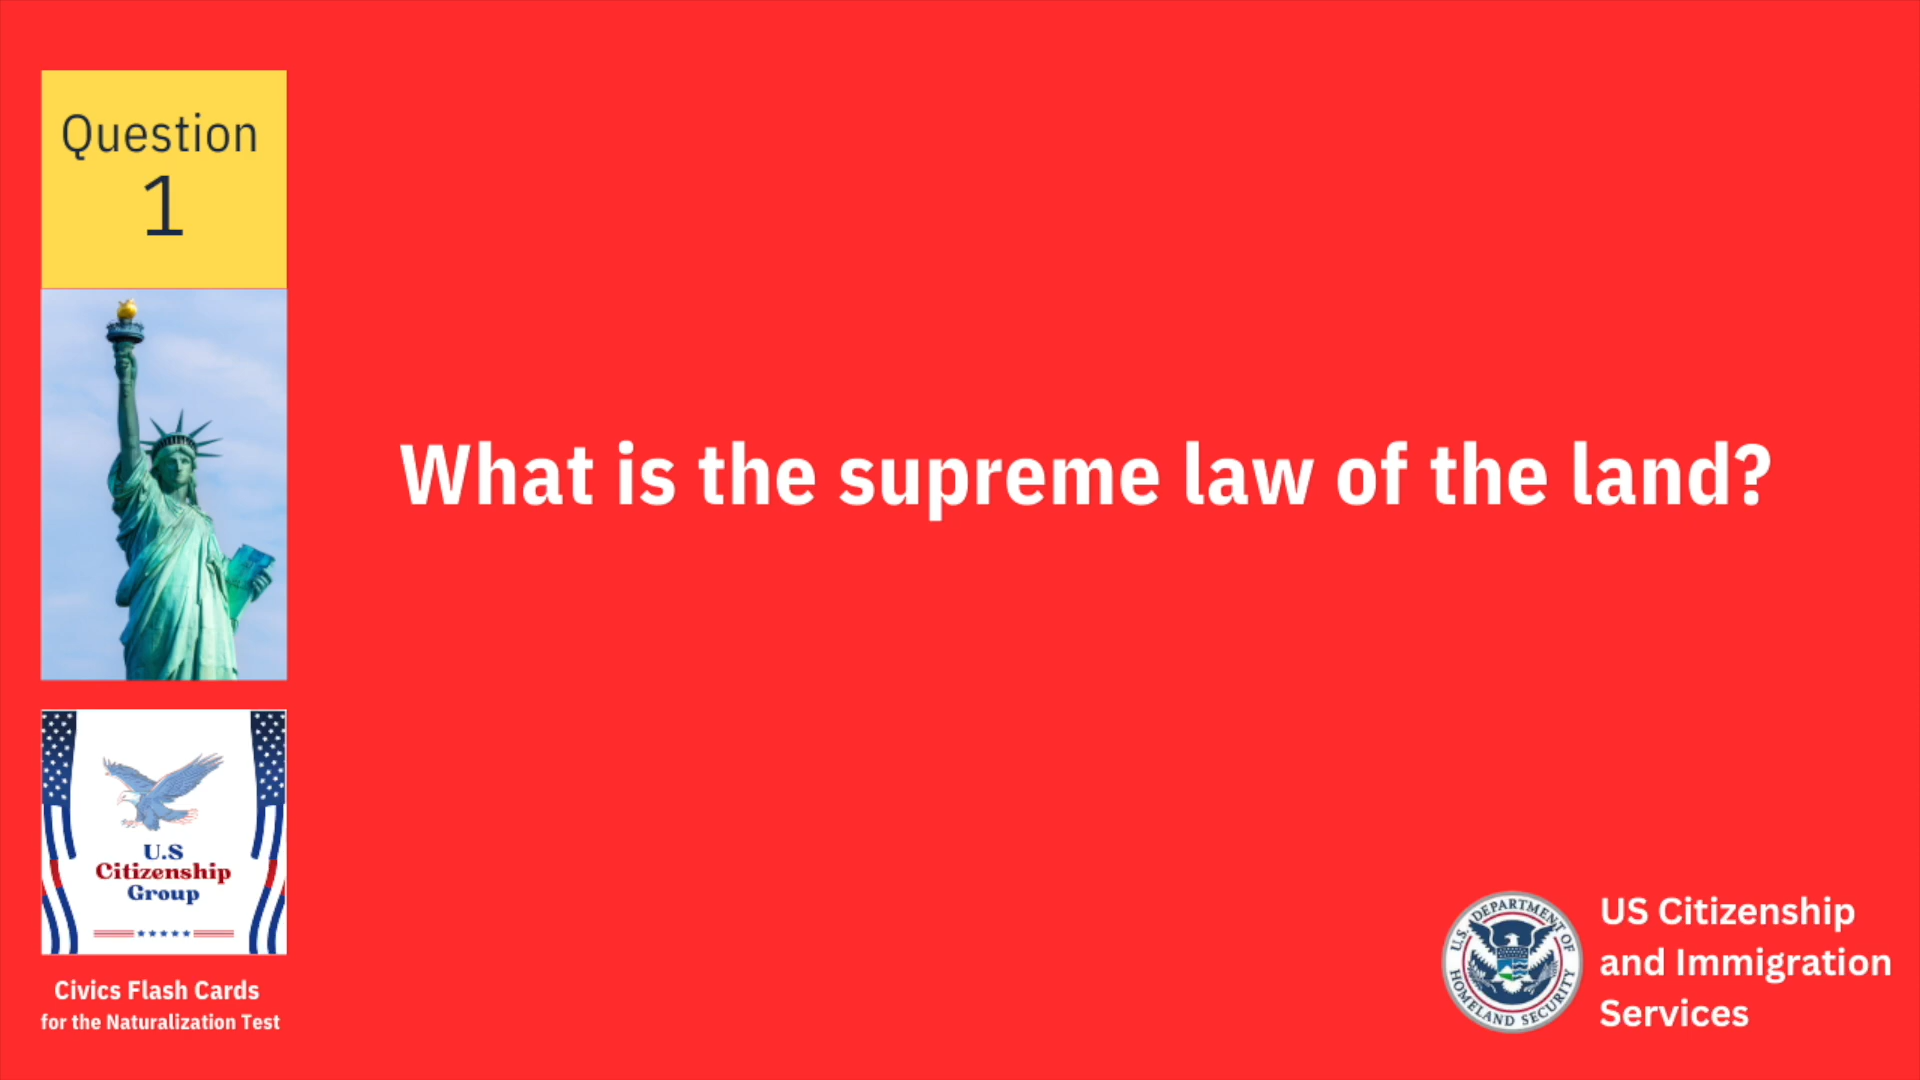 Question
1
What is the supreme law of the land?
U.S
Citizenship
Group
Civics Flash Cards
for the Naturalization Test
U.S. DEPARTMENT OF
HOMELAND SECURITY
US Citizenship
and Immigration
Services